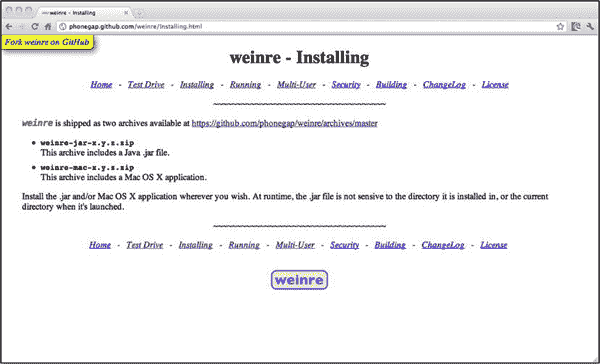 weinre - Installing
phonegap.github.com/weinre/Installing.html
Fork weinre on GitHub
weinre - Installing
Home - Test Drive - Installing - Running - Multi-User - Security - Building - ChangeLog - License
~~~~~~~~~~~~~~~~~~~~~~~~~~~~~~~~~~
weinre is shipped as two archives available at https://github.com/phonegap/weinre/archives/master
• weinre-jar-x.y.z.zip
This archive includes a Java .jar file.
• weinre-mac-x.y.z.zip
This archive includes a Mac OS X application.
Install the .jar and/or Mac OS X application wherever you wish. At runtime, the .jar file is not sensive to the directory it is installed in, or the current
directory when it's launched.
~~~~~~~~~~~~~~~~~~~~~~~~~~~~~~~~~~
Home - Test Drive - Installing - Running - Multi-User - Security - Building - ChangeLog - License
weinre